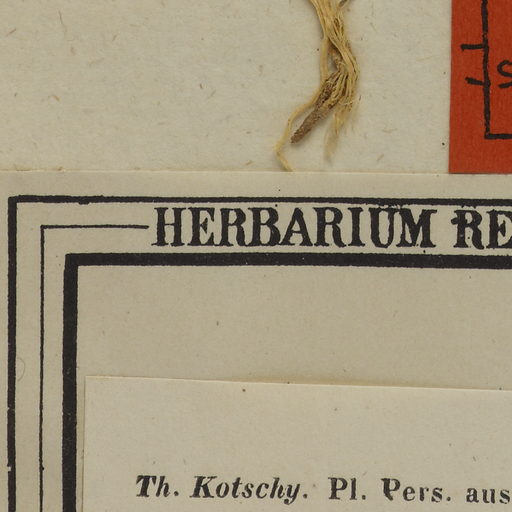 HERBARIUM RE
Th. Kotschy. Pl. Pers. aus